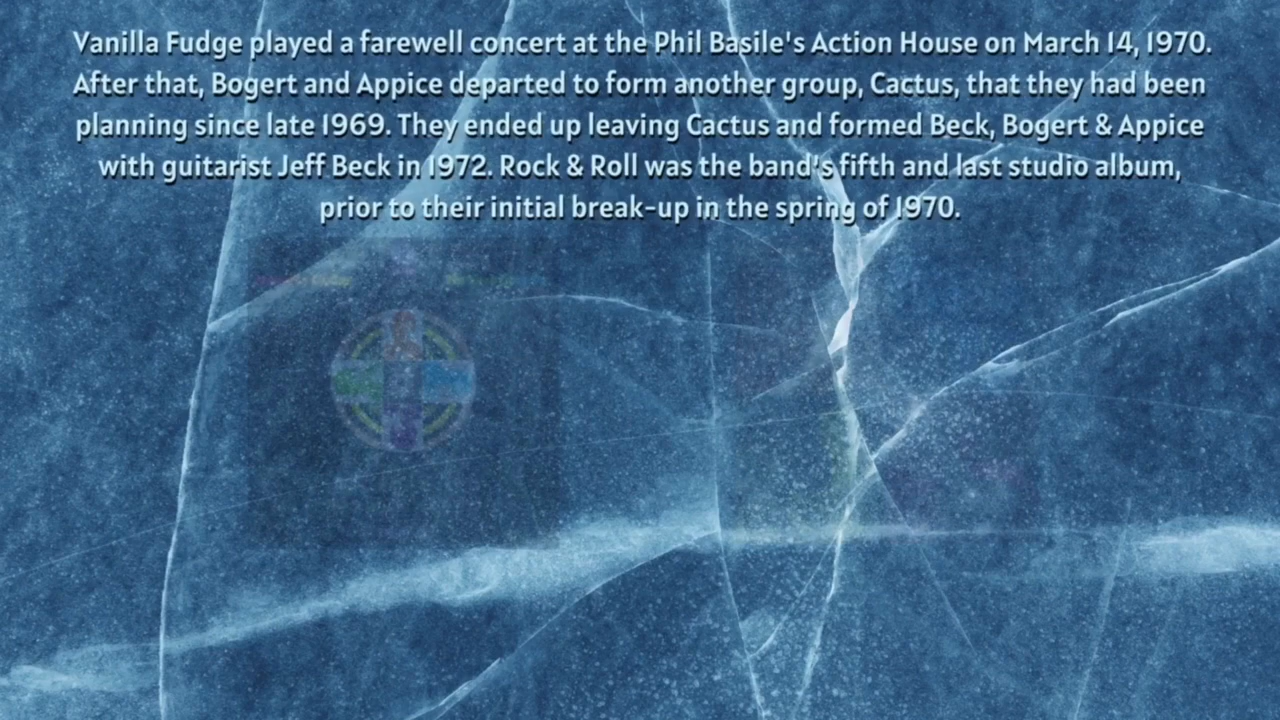 Vanilla Fudge played a farewell concert at the Phil Basile's Action House on March 14, 1970.
After that, Bogert and Appice departed to form another group, Cactus, that they had been
planning since late 1969. They ended up leaving Cactus and formed Beck, Bogert & Appice
with guitarist Jeff Beck in 1972. Rock & Roll was the band's fifth and last studio album,
prior to their initial break-up in the spring of 1970.